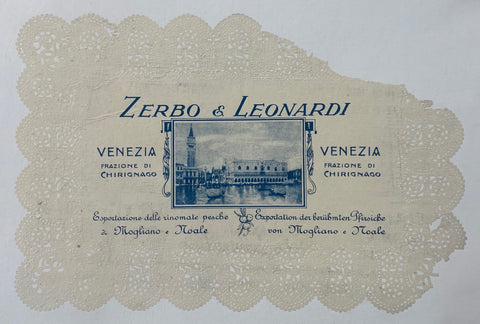 ZERBO & LEONARDI
VENEZIA
FRAZIONE DI
CHIRIGNAGO
VENEZIA
FRAZIONE DI
CHIRIGNAGO
Esportazione delle rinomate pesche
di Mogliano e Noale
Exportation der berühmten Pfirsiche
von Mogliano e Noale